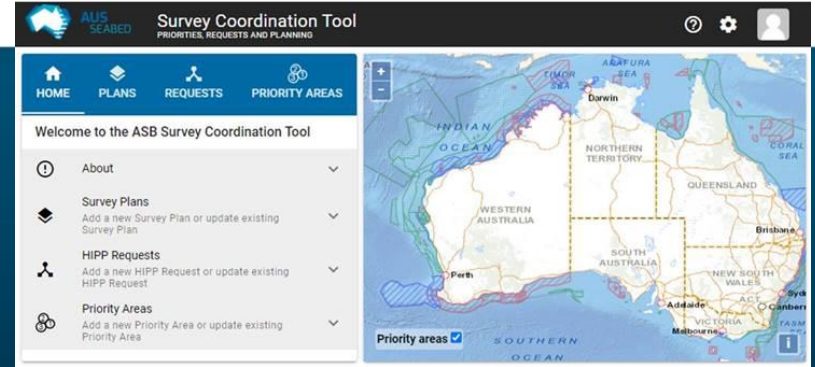 AUS
SEABED
Survey Coordination Tool
PRIORITIES, REQUESTS AND PLANNING
HOME
PLANS
REQUESTS
PRIORITY AREAS
Welcome to the ASB Survey Coordination Tool
About
Survey Plans
Add a new Survey Plan or update existing
Survey Plan
HIPP Requests
Add a new HIPP Request or update existing
HIPP Request
Priority Areas
Add a new Priority Area or update existing
Priority Area
+
-
ARAFURA
SEA
TIMOR
SEA
Darwin
INDIAN
OCEAN
CORAL
SEA
NORTHERN
TERRITORY
QUEENSLAND
WESTERN
AUSTRALIA
Brisbane
SOUTH
AUSTRALIA
NEW SOUTH
WALES
Perth
Adelaide
ACT
Sydn
Canber
VICTORIA
TASM
Melbourne
Priority areas
SOUTHERN
OCEAN
i